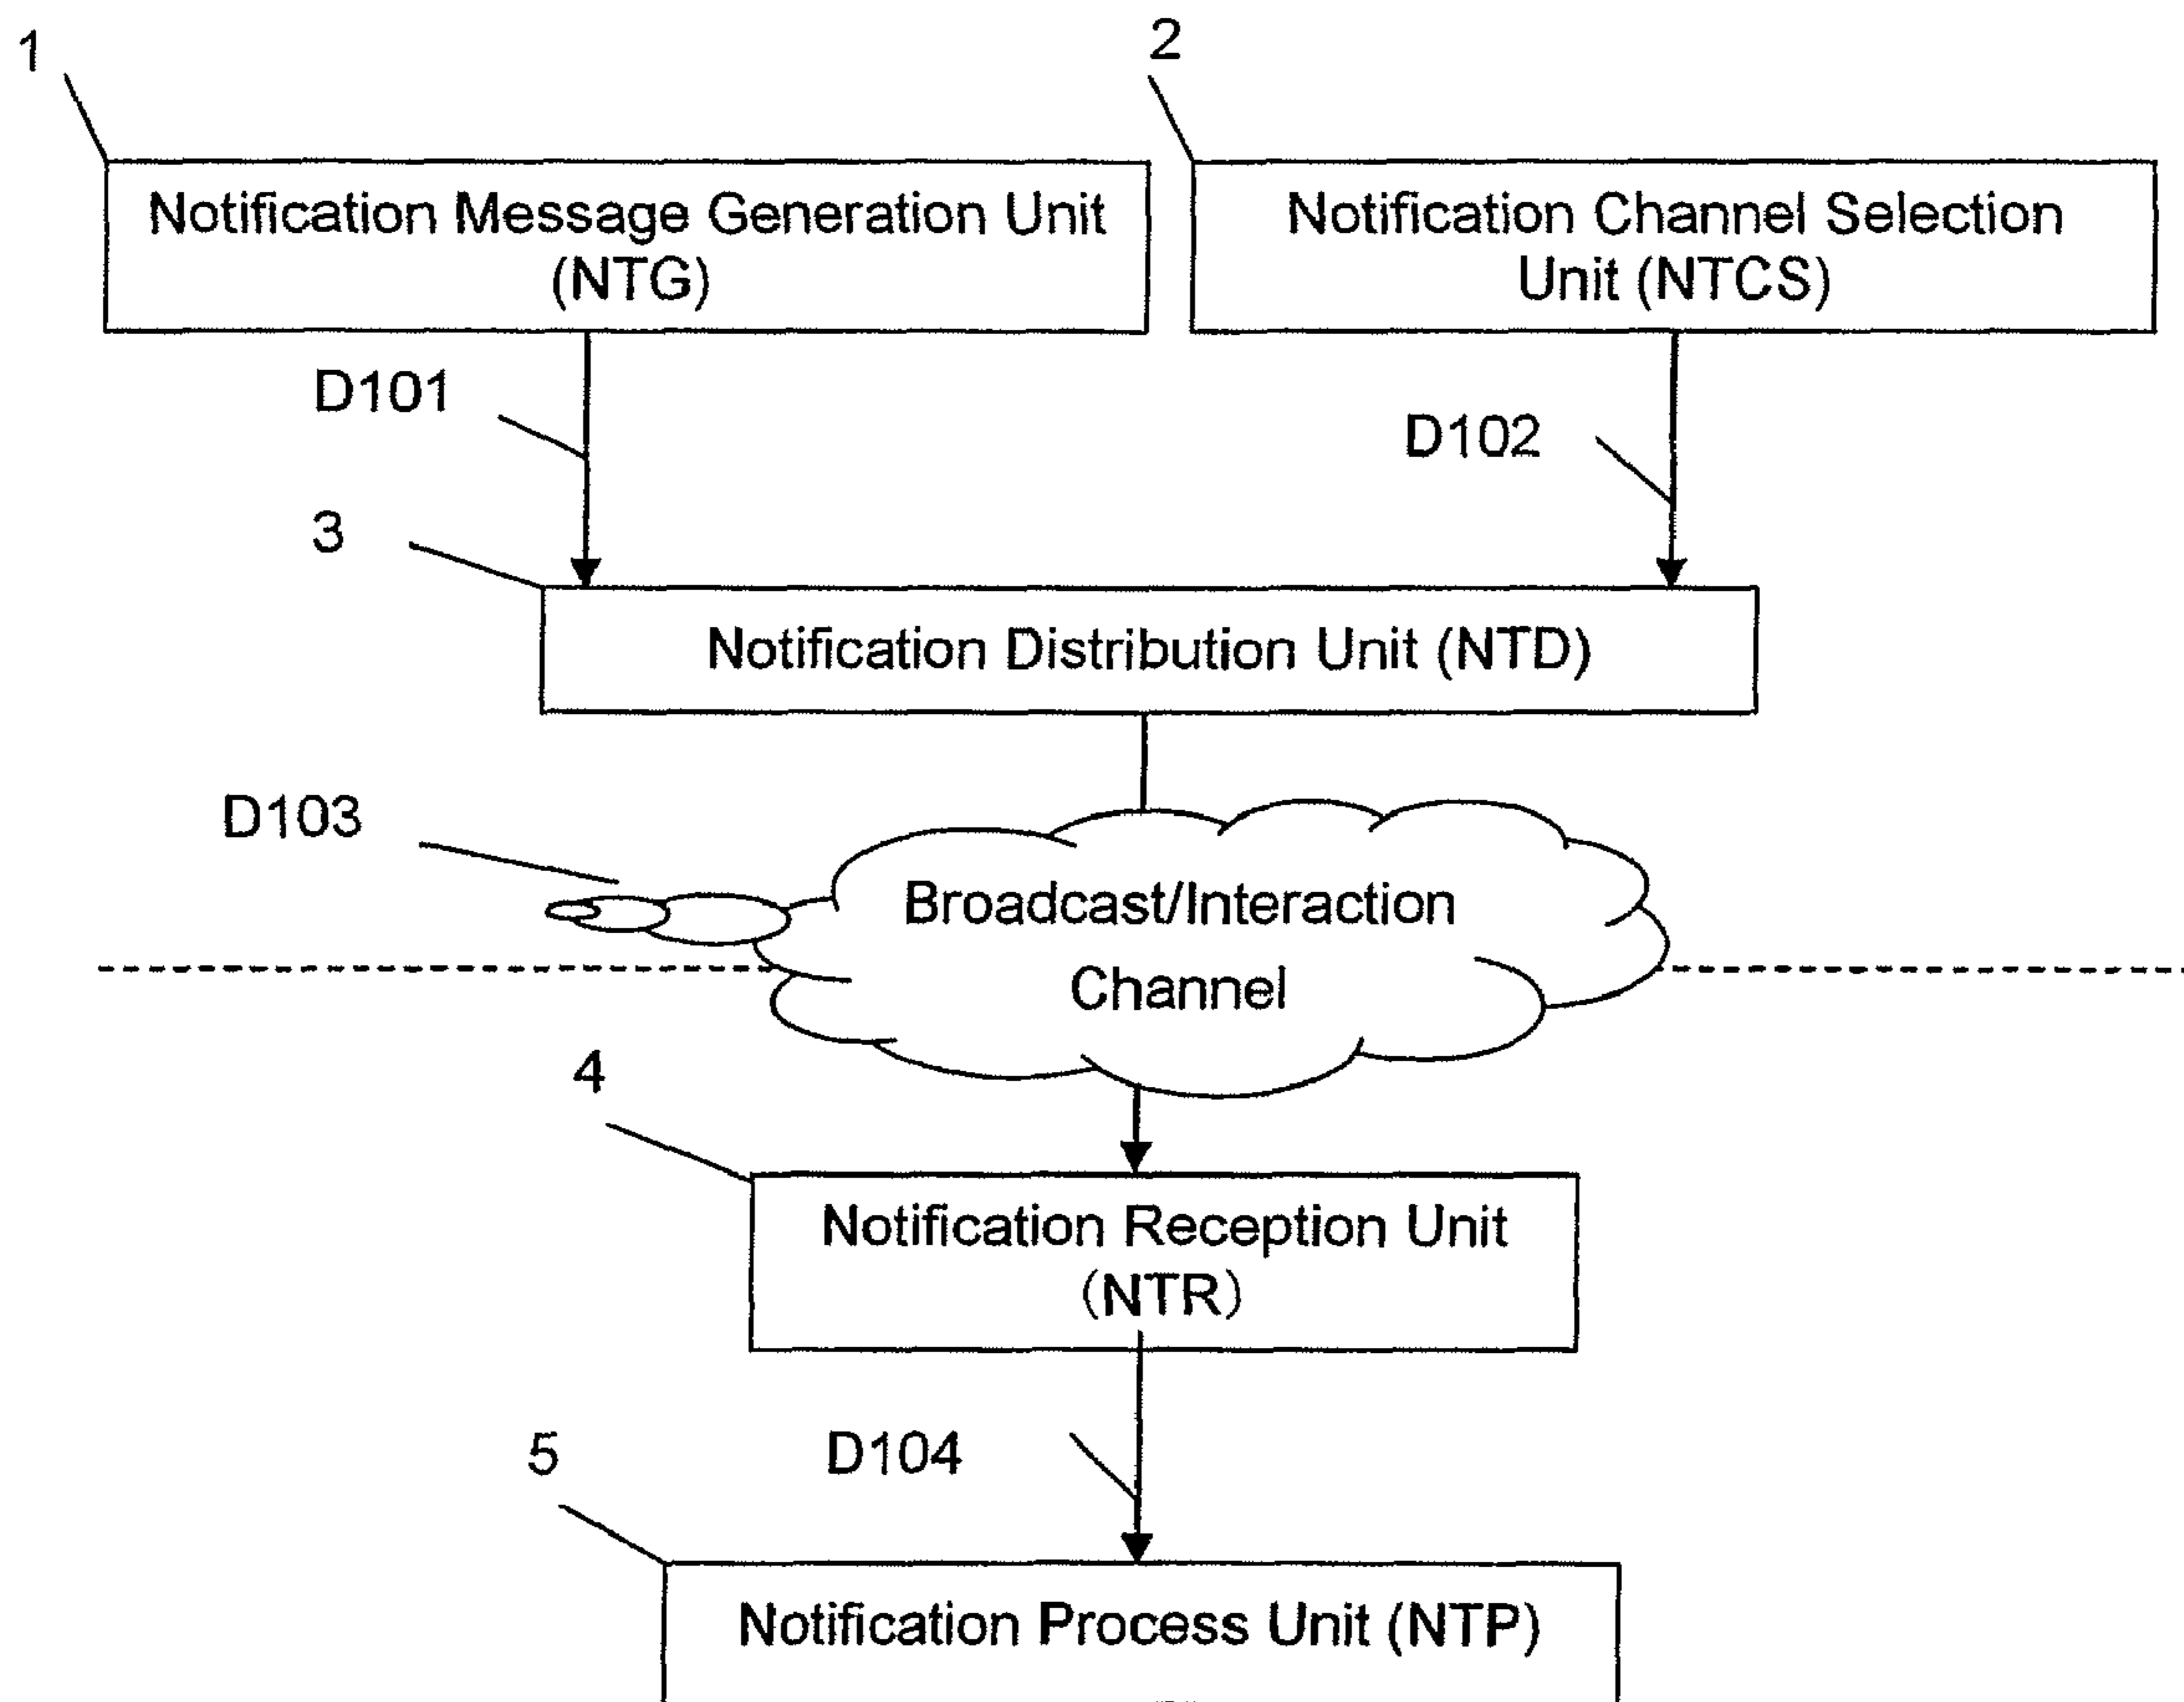 1
2
Notification Message Generation Unit
(NTG)
Notification Channel Selection
Unit (NTCS)
D101
D102
3
Notification Distribution Unit (NTD)
D103
Broadcast/Interaction
Channel
4
Notification Reception Unit
(NTR)
5
D104
Notification Process Unit (NTP)